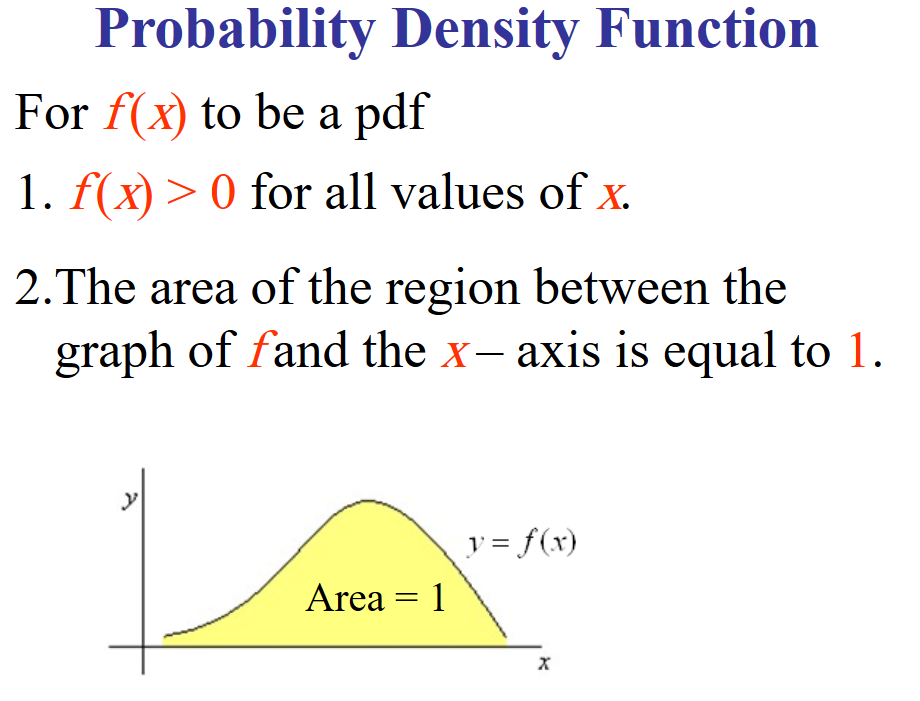 Probability Density Function
For f(x) to be a pdf
1. f(x) > 0 for all values of x.
2.The area of the region between the
graph of f and the x – axis is equal to 1.
y
y = f(x)
Area = 1
x